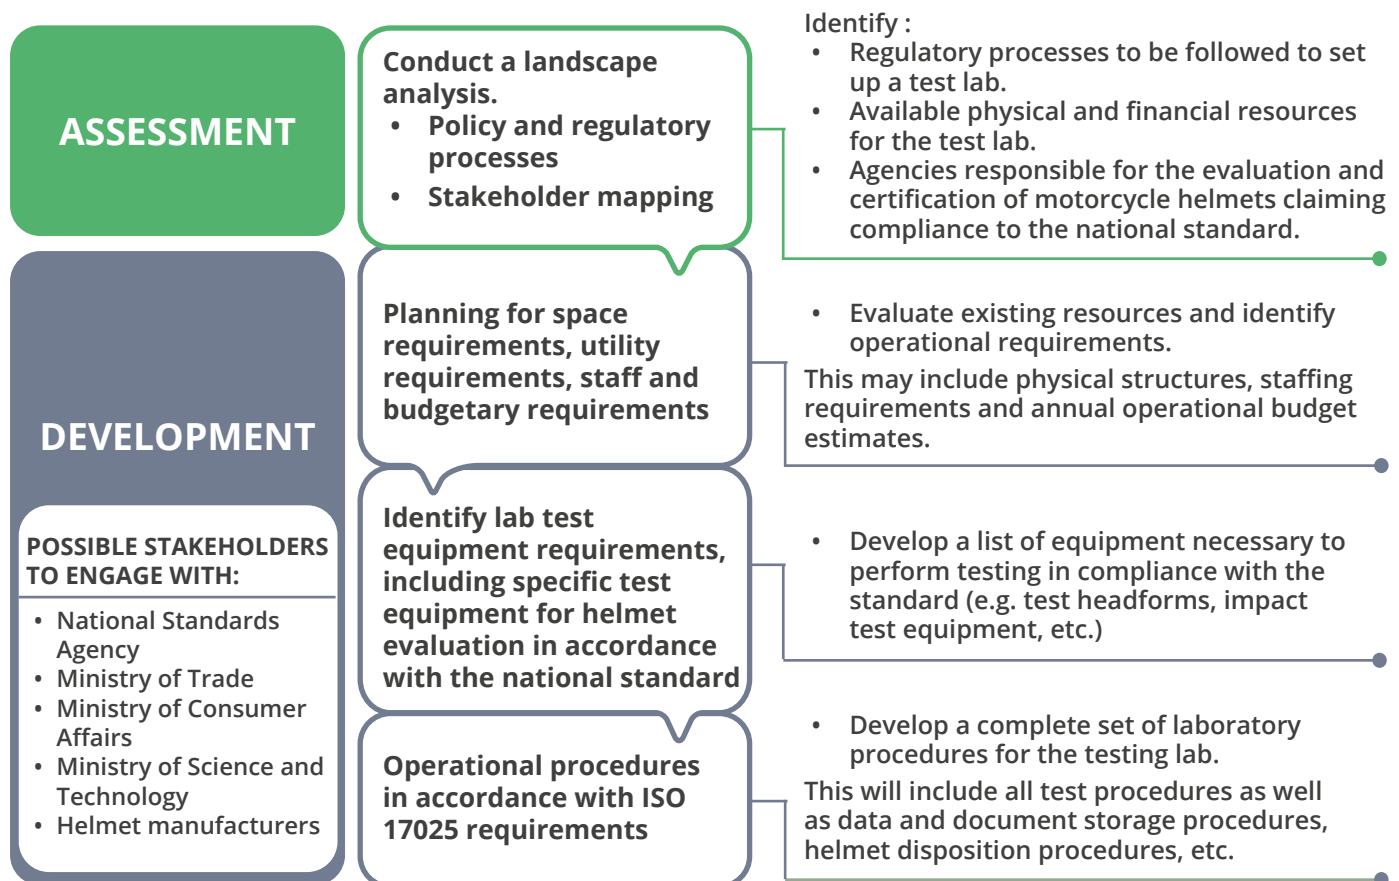 ASSESSMENT
Conduct a landscape
analysis.
• Policy and regulatory
processes
• Stakeholder mapping
Identify :
• Regulatory processes to be followed to set
up a test lab.
• Available physical and financial resources
for the test lab.
• Agencies responsible for the evaluation and
certification of motorcycle helmets claiming
compliance to the national standard.
DEVELOPMENT
POSSIBLE STAKEHOLDERS
TO ENGAGE WITH:
• National Standards
Agency
• Ministry of Trade
• Ministry of Consumer
Affairs
• Ministry of Science and
Technology
• Helmet manufacturers
Planning for space
requirements, utility
requirements, staff and
budgetary requirements
• Evaluate existing resources and identify
operational requirements.
This may include physical structures, staffing
requirements and annual operational budget
estimates.
Identify lab test
equipment requirements,
including specific test
equipment for helmet
evaluation in accordance
with the national standard
• Develop a list of equipment necessary to
perform testing in compliance with the
standard (e.g. test headforms, impact
test equipment, etc.)
Operational procedures
in accordance with ISO
17025 requirements
• Develop a complete set of laboratory
procedures for the testing lab.
This will include all test procedures as well
as data and document storage procedures,
helmet disposition procedures, etc.